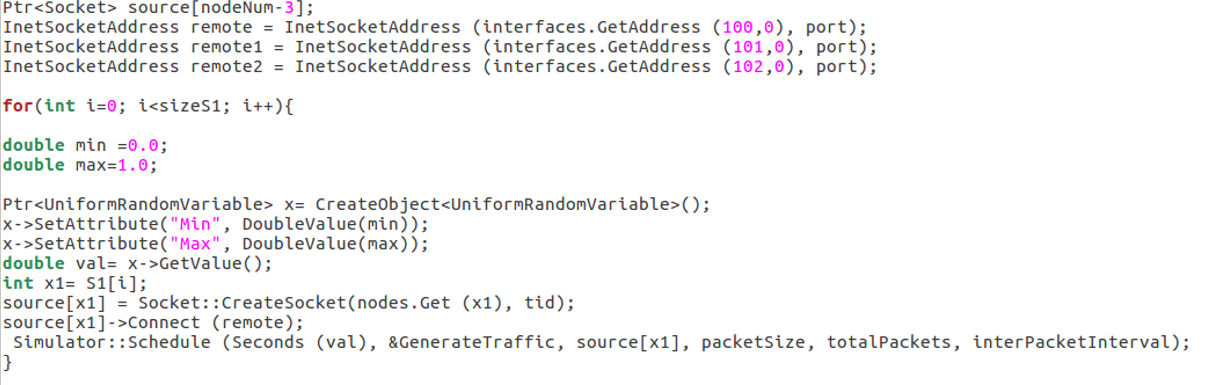 Ptr<Socket> source[nodeNum-3];
InetSocketAddress remote = InetSocketAddress (interfaces.GetAddress (100,0), port);
InetSocketAddress remote1 = InetSocketAddress (interfaces.GetAddress (101,0), port);
InetSocketAddress remote2 = InetSocketAddress (interfaces.GetAddress (102,0), port);
for(int i=0; i<sizeS1; i++){
double min =0.0;
double max=1.0;
Ptr<UniformRandomVariable> x= CreateObject<UniformRandomVariable>();
x->SetAttribute("Min", DoubleValue(min));
x->SetAttribute("Max", DoubleValue(max));
double val= x->GetValue();
int x1= S1[i];
source[x1] = Socket::CreateSocket(nodes.Get (x1), tid);
source[x1]->Connect (remote);
Simulator::Schedule (Seconds (val), &GenerateTraffic, source[x1], packetSize, totalPackets, interPacketInterval);
}